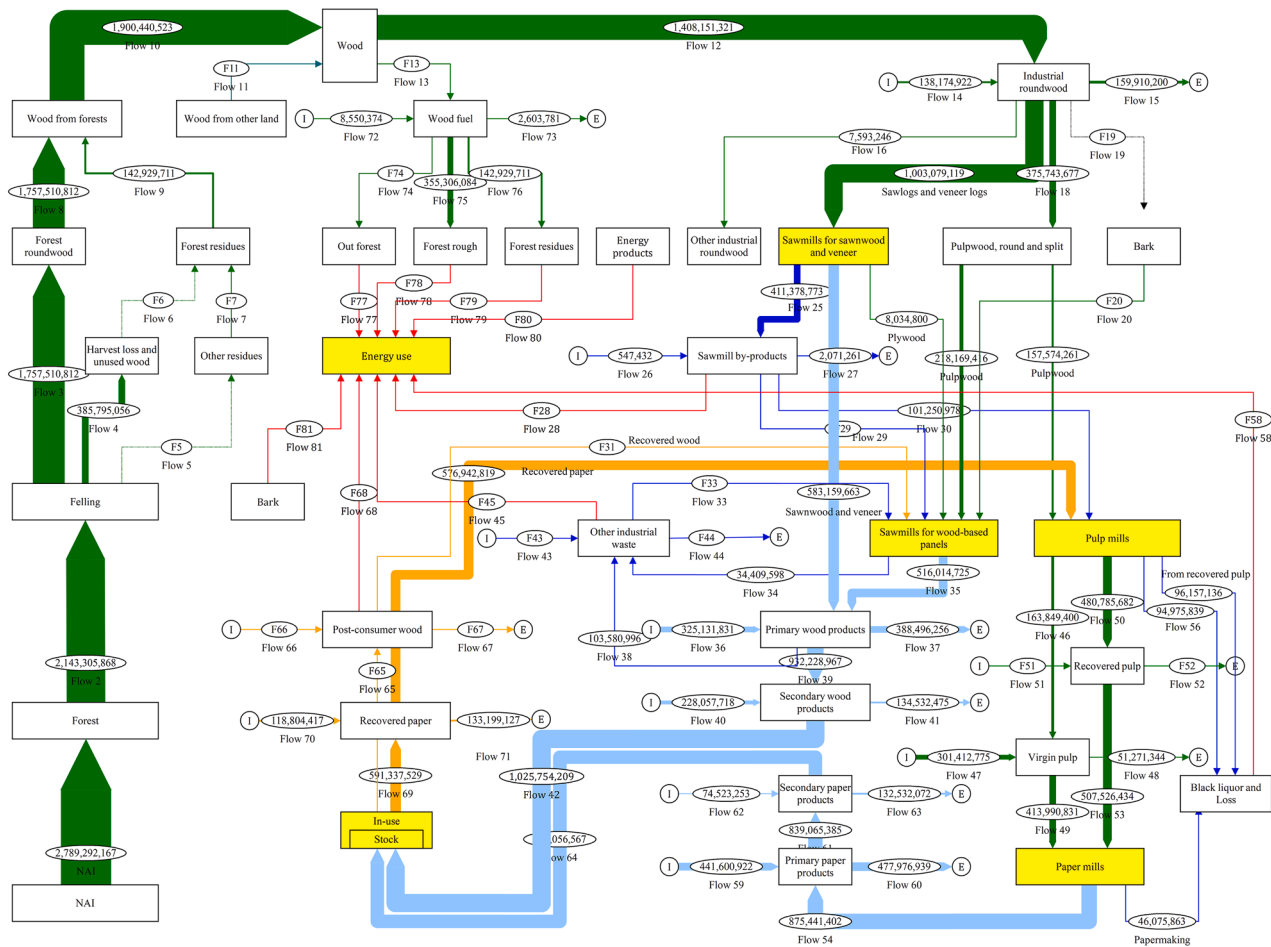 1,900,440,523
Flow 10
Wood
1,408,151,321
Flow 12
F11
Flow 11
F13
Flow 13
I
138,174,922
Flow 14
Industrial
roundwood
159,910,200
E
Flow 15
Wood from forests
Wood from other land
I
8,550,374
Flow 72
Wood fuel
2,603,781
E
Flow 73
7,593,246
Flow 16
F19
Flow 19
142,929,711
Flow 9
F74
Flow 74
355,306,084
Flow 75
142,929,711
Flow 76
1,003,079,119
Sawlogs and veneer logs
375,743,677
Flow 18
1,757,510,812
Flow 8
Forest
roundwood
Forest residues
Out forest
Forest rough
Forest residues
Energy
products
Other industrial
roundwood
Sawmills for sawnwood
and veneer
Pulpwood, round and split
Bark
F6
Flow 6
F7
Flow 7
F77
Flow 77
F78
Flow 78
F79
Flow 79
F80
Flow 80
411,378,773
Flow 25
8,034,800
Plywood
F20
Flow 20
Harvest loss and
unused wood
Other residues
Energy use
I
547,432
Flow 26
Sawmill by-products
2,071,261
E
Flow 27
218,169,416
Pulpwood
157,574,261
Pulpwood
1,757,510,812
Flow 3
385,795,056
Flow 4
F5
Flow 5
F81
Flow 81
F28
Flow 28
F29
Flow 29
101,250,978
Flow 30
F58
Flow 58
F31
Recovered wood
576,942,819
Recovered paper
Felling
Bark
F68
Flow 68
F45
Flow 45
F33
Flow 33
583,159,663
Sawnwood and veneer
I
F43
Flow 43
Other industrial
waste
F44
E
Flow 44
Sawmills for wood-based
panels
Pulp mills
34,409,598
Flow 34
516,014,725
Flow 35
From recovered pulp
96,157,136
94,975,839
Flow 56
I
F66
Flow 66
Post-consumer wood
F67
E
Flow 67
103,580,996
Flow 38
I
325,131,831
Flow 36
Primary wood products
388,496,256
E
Flow 37
163,849,400
Flow 46
480,785,682
Flow 50
2,143,305,868
Flow 2
F65
Flow 65
932,228,967
Flow 39
I
F51
Flow 51
Recovered pulp
F52
E
Flow 52
Forest
I
118,804,417
Flow 70
Recovered paper
133,199,127
E
Flow 71
228,057,718
I
Flow 40
Secondary wood
products
134,532,475
E
Flow 41
591,337,529
Flow 69
1,025,754,209
Flow 42
I
301,412,775
Flow 47
Virgin pulp
51,271,344
E
Flow 48
I
74,523,253
Flow 62
Secondary paper
products
132,532,072
E
Flow 63
413,990,831
Flow 49
507,526,434
Flow 53
Black liquor and
Loss
In-use
Stock
839,065,385
2,789,292,167
NAI
I
441,600,922
Flow 59
Primary paper
products
477,976,939
E
Flow 60
Paper mills
NAI
875,441,402
Flow 54
46,075,863
Papermaking